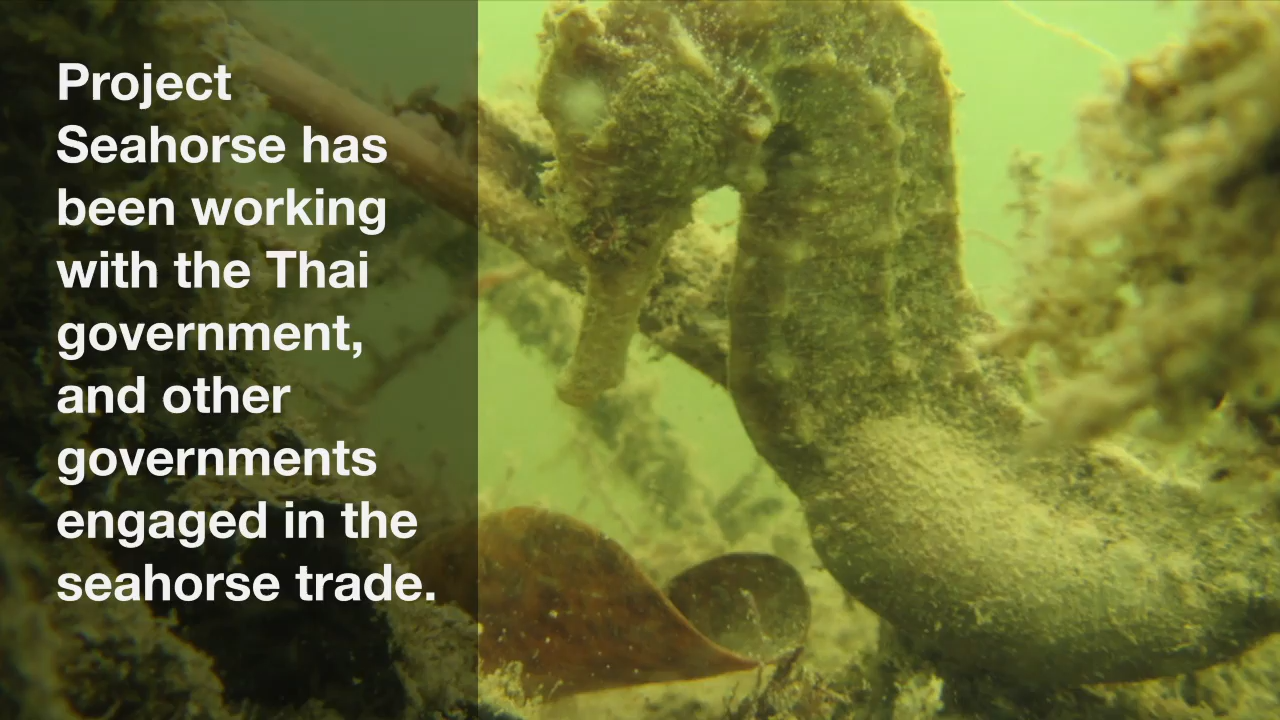 Project
Seahorse has
been working
with the Thai
government,
and other
governments
engaged in the
seahorse trade.